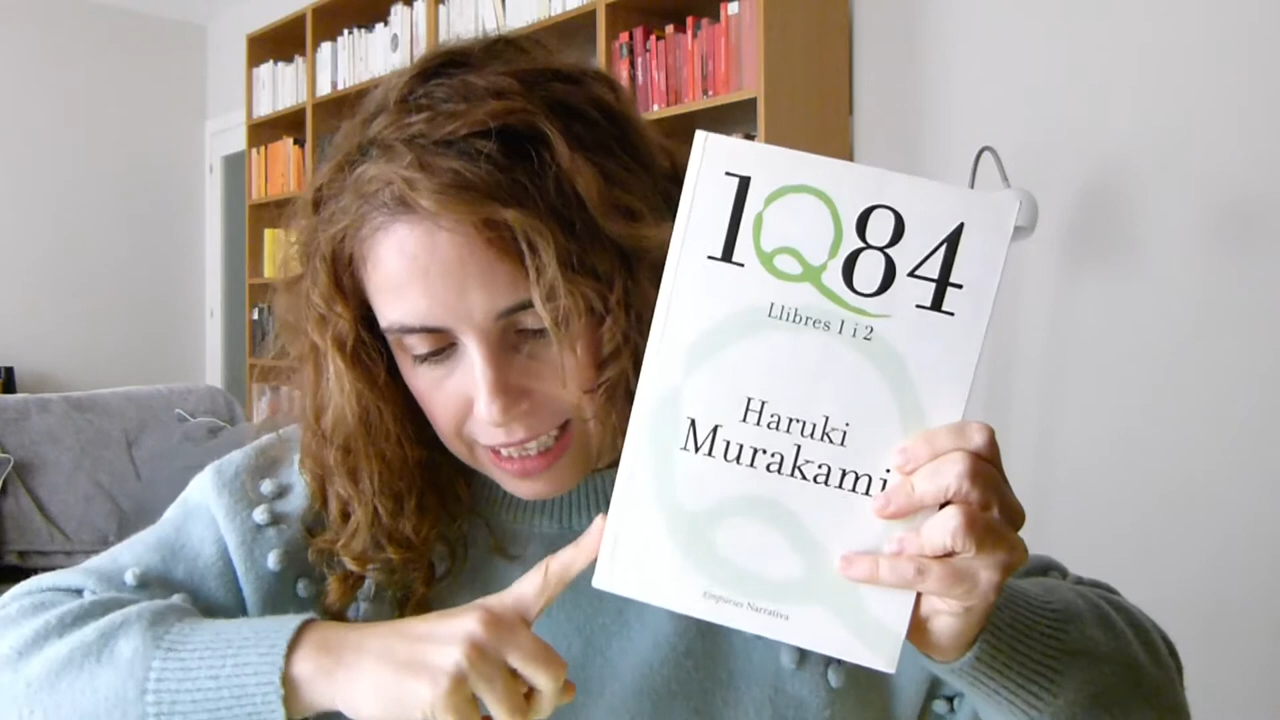 1Q84
Llibres 1 i 2
Haruki
Murakami
Empúries Narrativa